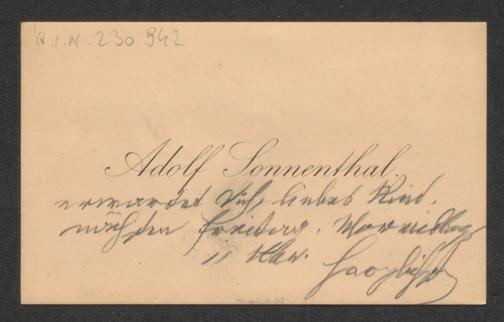 H.I.N. 230 942
Adolf Sonnenthal.
erwartet Dich, liebes Kind,
nächsten Freitag, Vormittag
11 Uhr.
Herzlichst